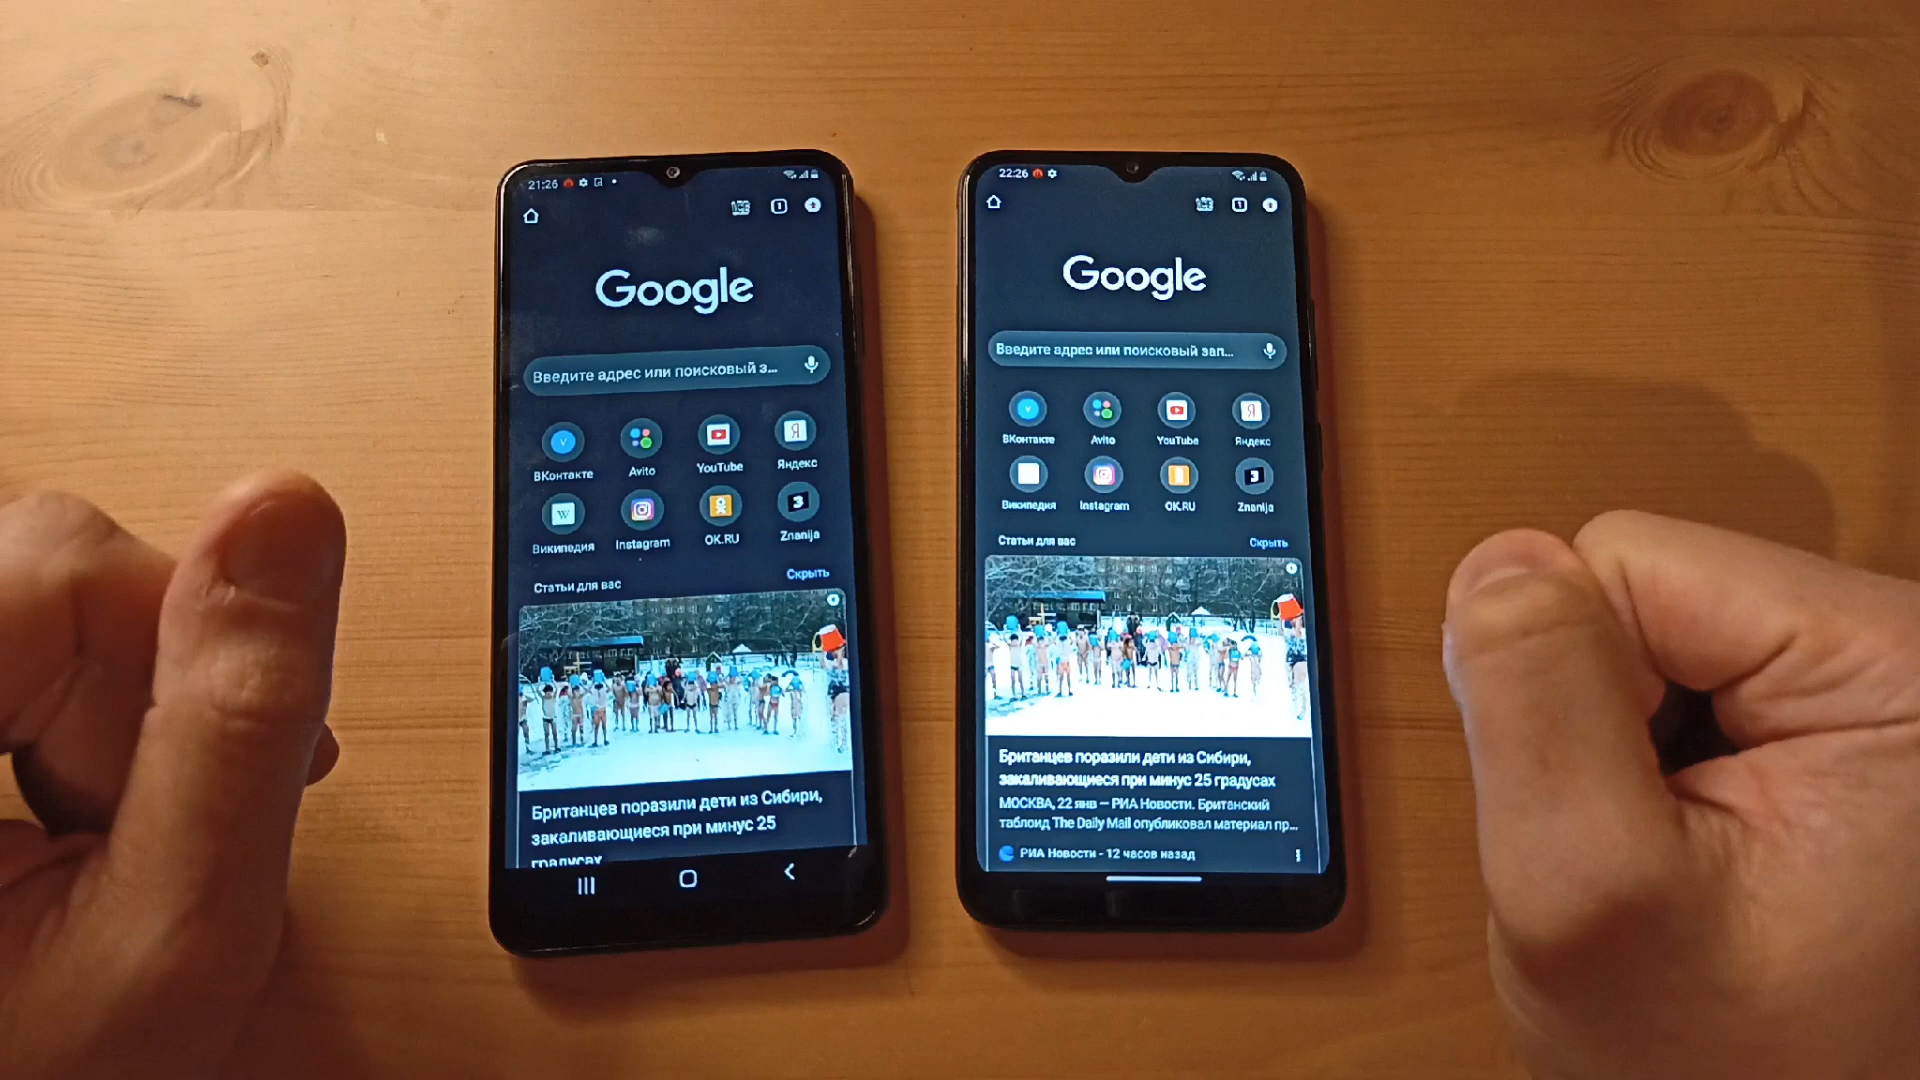 21:26
1
Google
Введите адрес или поисковый з...
ВКонтакте
Avito
YouTube
Яндекс
Википедия
Instagram
OK.RU
Znanija
Статьи для вас
Скрыть
Британцев поразили дети из Сибири,
закаливающиеся при минус 25
градусах
22:26
1
Google
Введите адрес или поисковый зап...
ВКонтакте
Avito
YouTube
Яндекс
Википедия
Instagram
OK.RU
Znanija
Статьи для вас
Скрыть
Британцев поразили дети из Сибири,
закаливающиеся при минус 25 градусах
МОСКВА, 22 янв — РИА Новости. Британский
таблоид The Daily Mail опубликовал материал пр...
РИА Новости - 12 часов назад